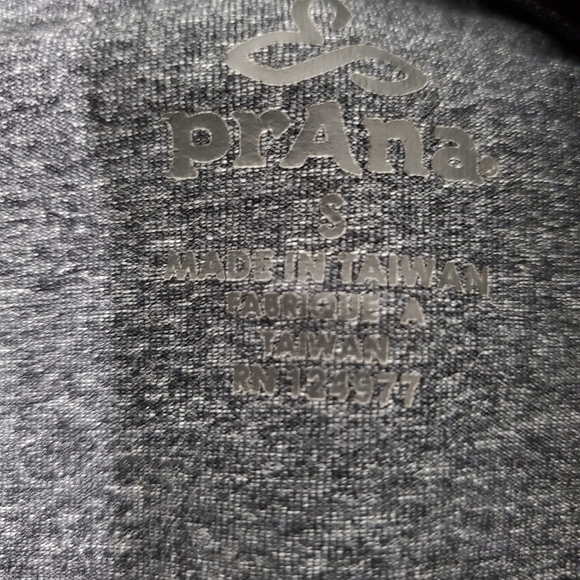 prAna
S
MADE IN TAIWAN
FABRIQUE A
TAIWAN
RN 124977